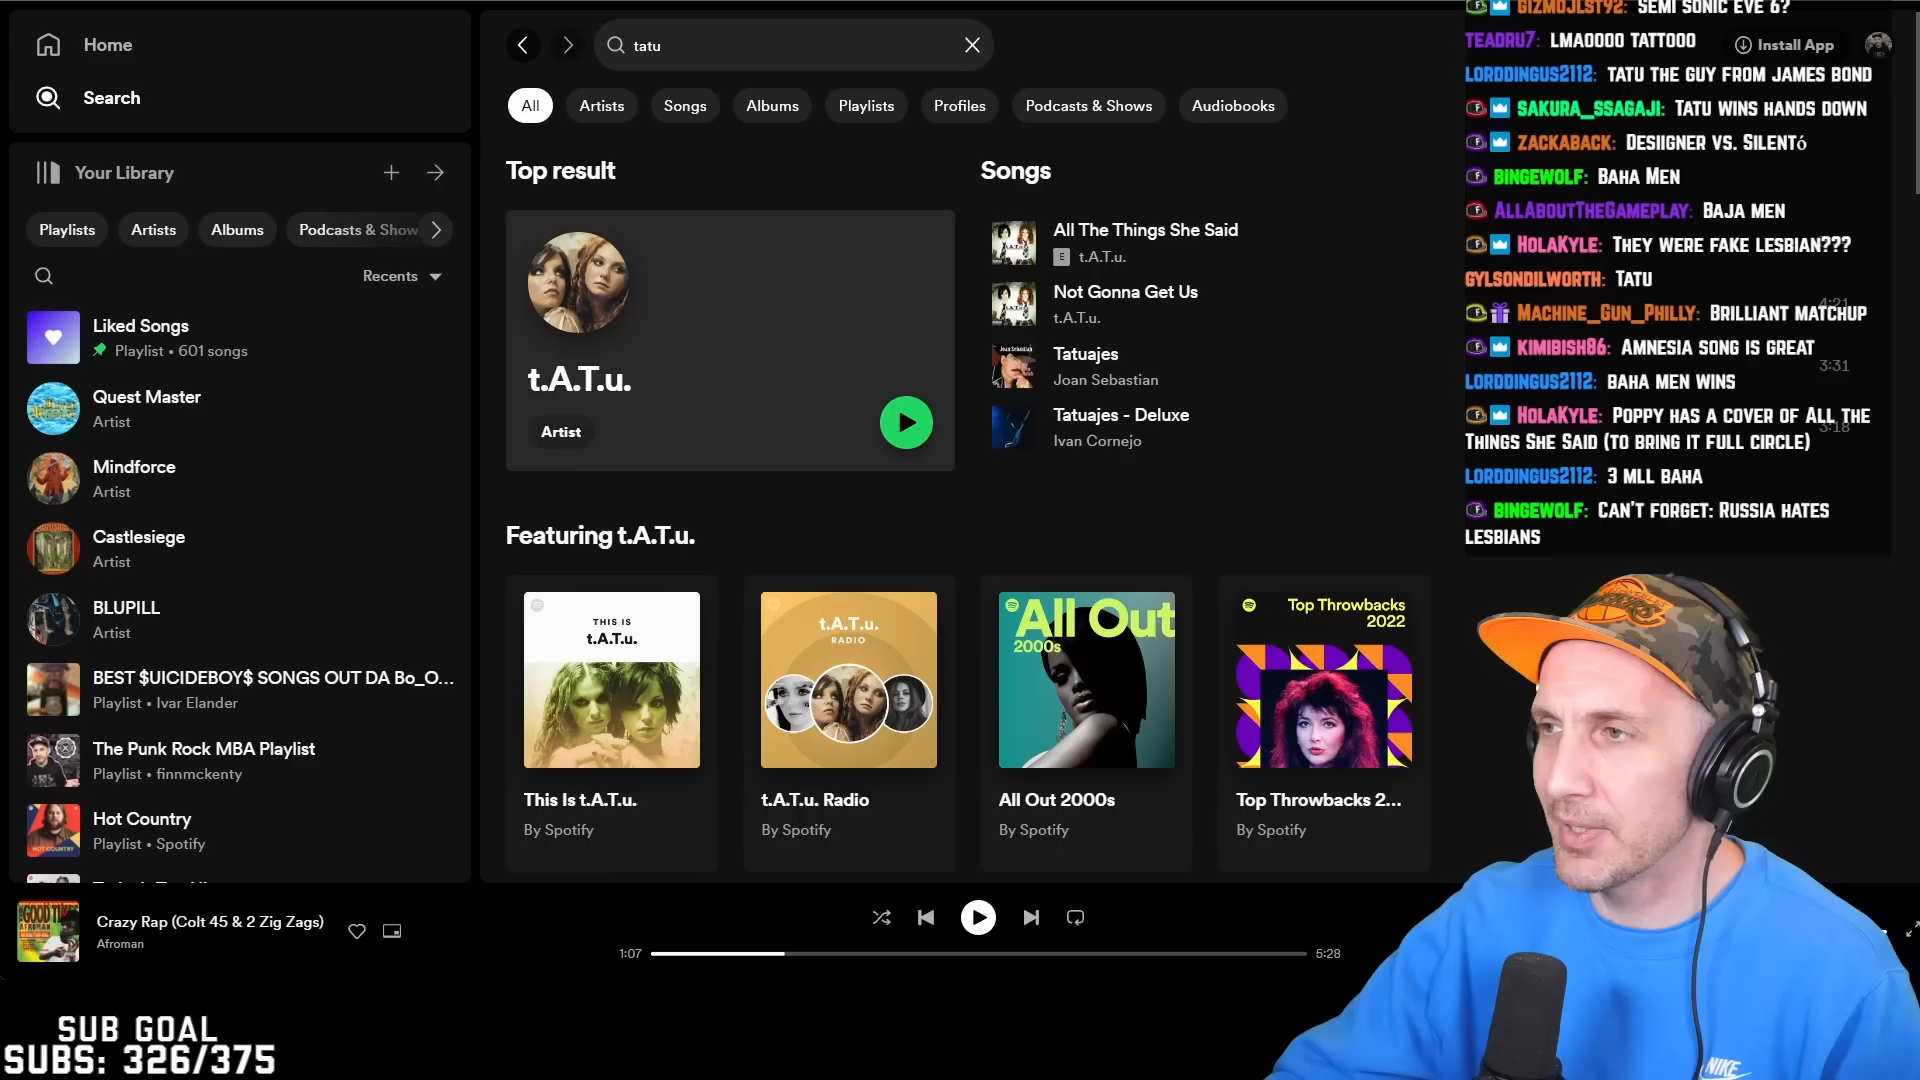 Home
Search
Your Library
Playlists
Artists
Albums
Podcasts & Show
Recents
Liked Songs
Playlist • 601 songs
Quest Master
Artist
Mindforce
Artist
Castlesiege
Artist
BLUPILL
Artist
BEST $UICIDEBOY$ SONGS OUT DA Bo_O...
Playlist • Ivar Elander
The Punk Rock MBA Playlist
Playlist • finnmckenty
Hot Country
Playlist • Spotify
tatu
Install App
All
Artists
Songs
Albums
Playlists
Profiles
Podcasts & Shows
Audiobooks
Top result
t.A.T.u.
Artist
Songs
All The Things She Said
E t.A.T.u.
4:21
Not Gonna Get Us
t.A.T.u.
Tatuajes
Joan Sebastian
3:31
Tatuajes - Deluxe
Ivan Cornejo
3:18
Featuring t.A.T.u.
THIS IS
t.A.T.u.
This Is t.A.T.u.
By Spotify
t.A.T.u.
RADIO
t.A.T.u. Radio
By Spotify
All Out
2000s
All Out 2000s
By Spotify
Top Throwbacks
2022
Top Throwbacks 2...
By Spotify
GIZMOJLST92: SEMI SONIC EVE 6?
TEADRU7: LMAOOOO TATTOOO
LORDDINGUS2112: TATU THE GUY FROM JAMES BOND
SAKURA_SSAGAJI: TATU WINS HANDS DOWN
ZACKABACK: DESIIGNER VS. SILENTÓ
BINGEWOLF: BAHA MEN
ALLABOUTTHEGAMEPLAY: BAJA MEN
HOLAKYLE: THEY WERE FAKE LESBIAN???
GYLSONDILWORTH: TATU
MACHINE_GUN_PHILLY: BRILLIANT MATCHUP
KIMIBISH86: AMNESIA SONG IS GREAT
LORDDINGUS2112: BAHA MEN WINS
HOLAKYLE: POPPY HAS A COVER OF ALL THE
THINGS SHE SAID (TO BRING IT FULL CIRCLE)
LORDDINGUS2112: 3 MLL BAHA
BINGEWOLF: CAN'T FORGET: RUSSIA HATES
LESBIANS
Crazy Rap (Colt 45 & 2 Zig Zags)
Afroman
1:07
5:28
SUB GOAL
SUBS: 326/375
NIKE